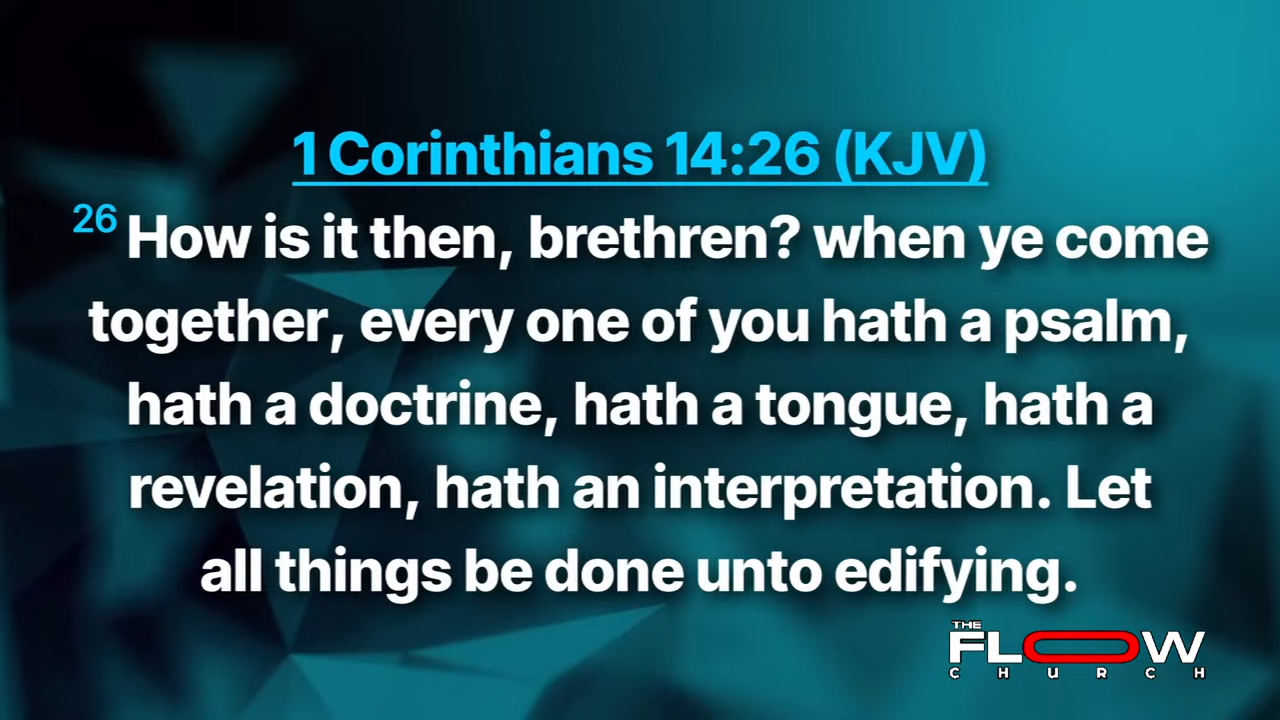 1 Corinthians 14:26 (KJV)
26 How is it then, brethren? when ye come
together, every one of you hath a psalm,
hath a doctrine, hath a tongue, hath a
revelation, hath an interpretation. Let
all things be done unto edifying.
THE
FLOW
CHURCH